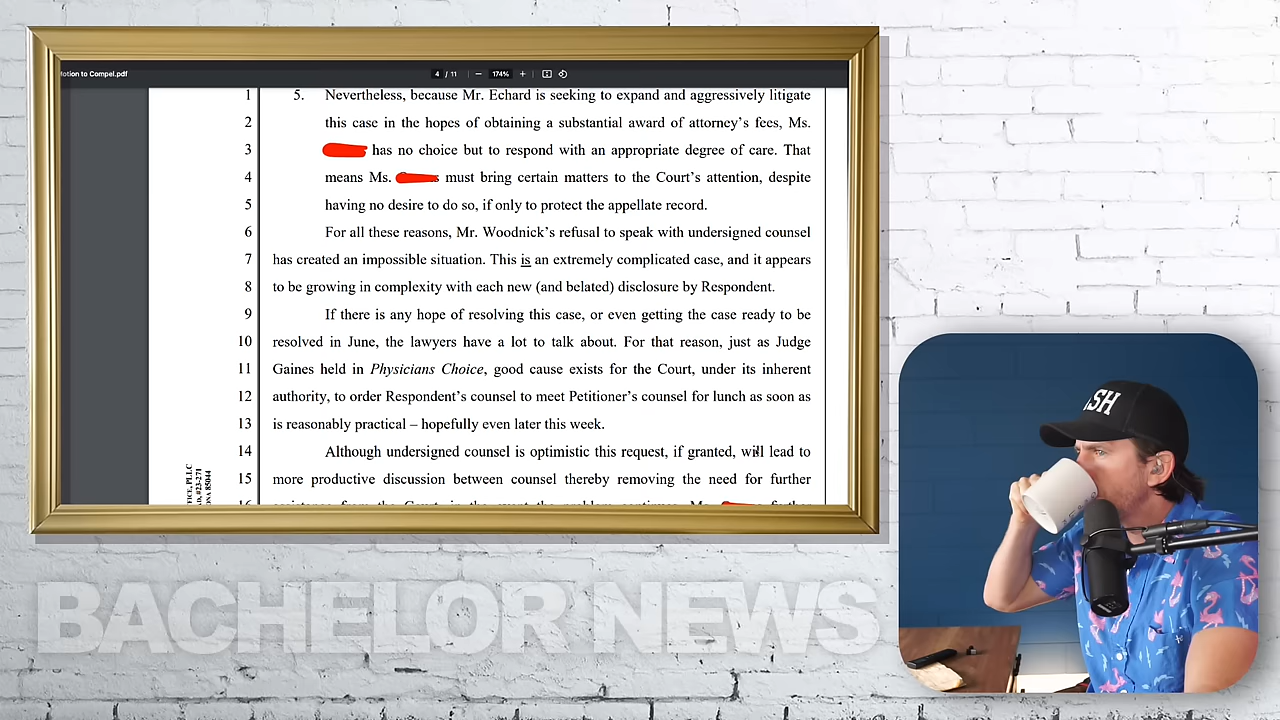 Motion to Compel.pdf
4 / 11
174%
1 5. Nevertheless, because Mr. Echard is seeking to expand and aggressively litigate
2 this case in the hopes of obtaining a substantial award of attorney's fees, Ms.
3 has no choice but to respond with an appropriate degree of care. That
4 means Ms. must bring certain matters to the Court's attention, despite
5 having no desire to do so, if only to protect the appellate record.
6 For all these reasons, Mr. Woodnick's refusal to speak with undersigned counsel
7 has created an impossible situation. This is an extremely complicated case, and it appears
8 to be growing in complexity with each new (and belated) disclosure by Respondent.
9 If there is any hope of resolving this case, or even getting the case ready to be
10 resolved in June, the lawyers have a lot to talk about. For that reason, just as Judge
11 Gaines held in Physicians Choice, good cause exists for the Court, under its inherent
12 authority, to order Respondent's counsel to meet Petitioner's counsel for lunch as soon as
13 is reasonably practical – hopefully even later this week.
14 Although undersigned counsel is optimistic this request, if granted, will lead to
15 more productive discussion between counsel thereby removing the need for further
BACHELOR NEWS